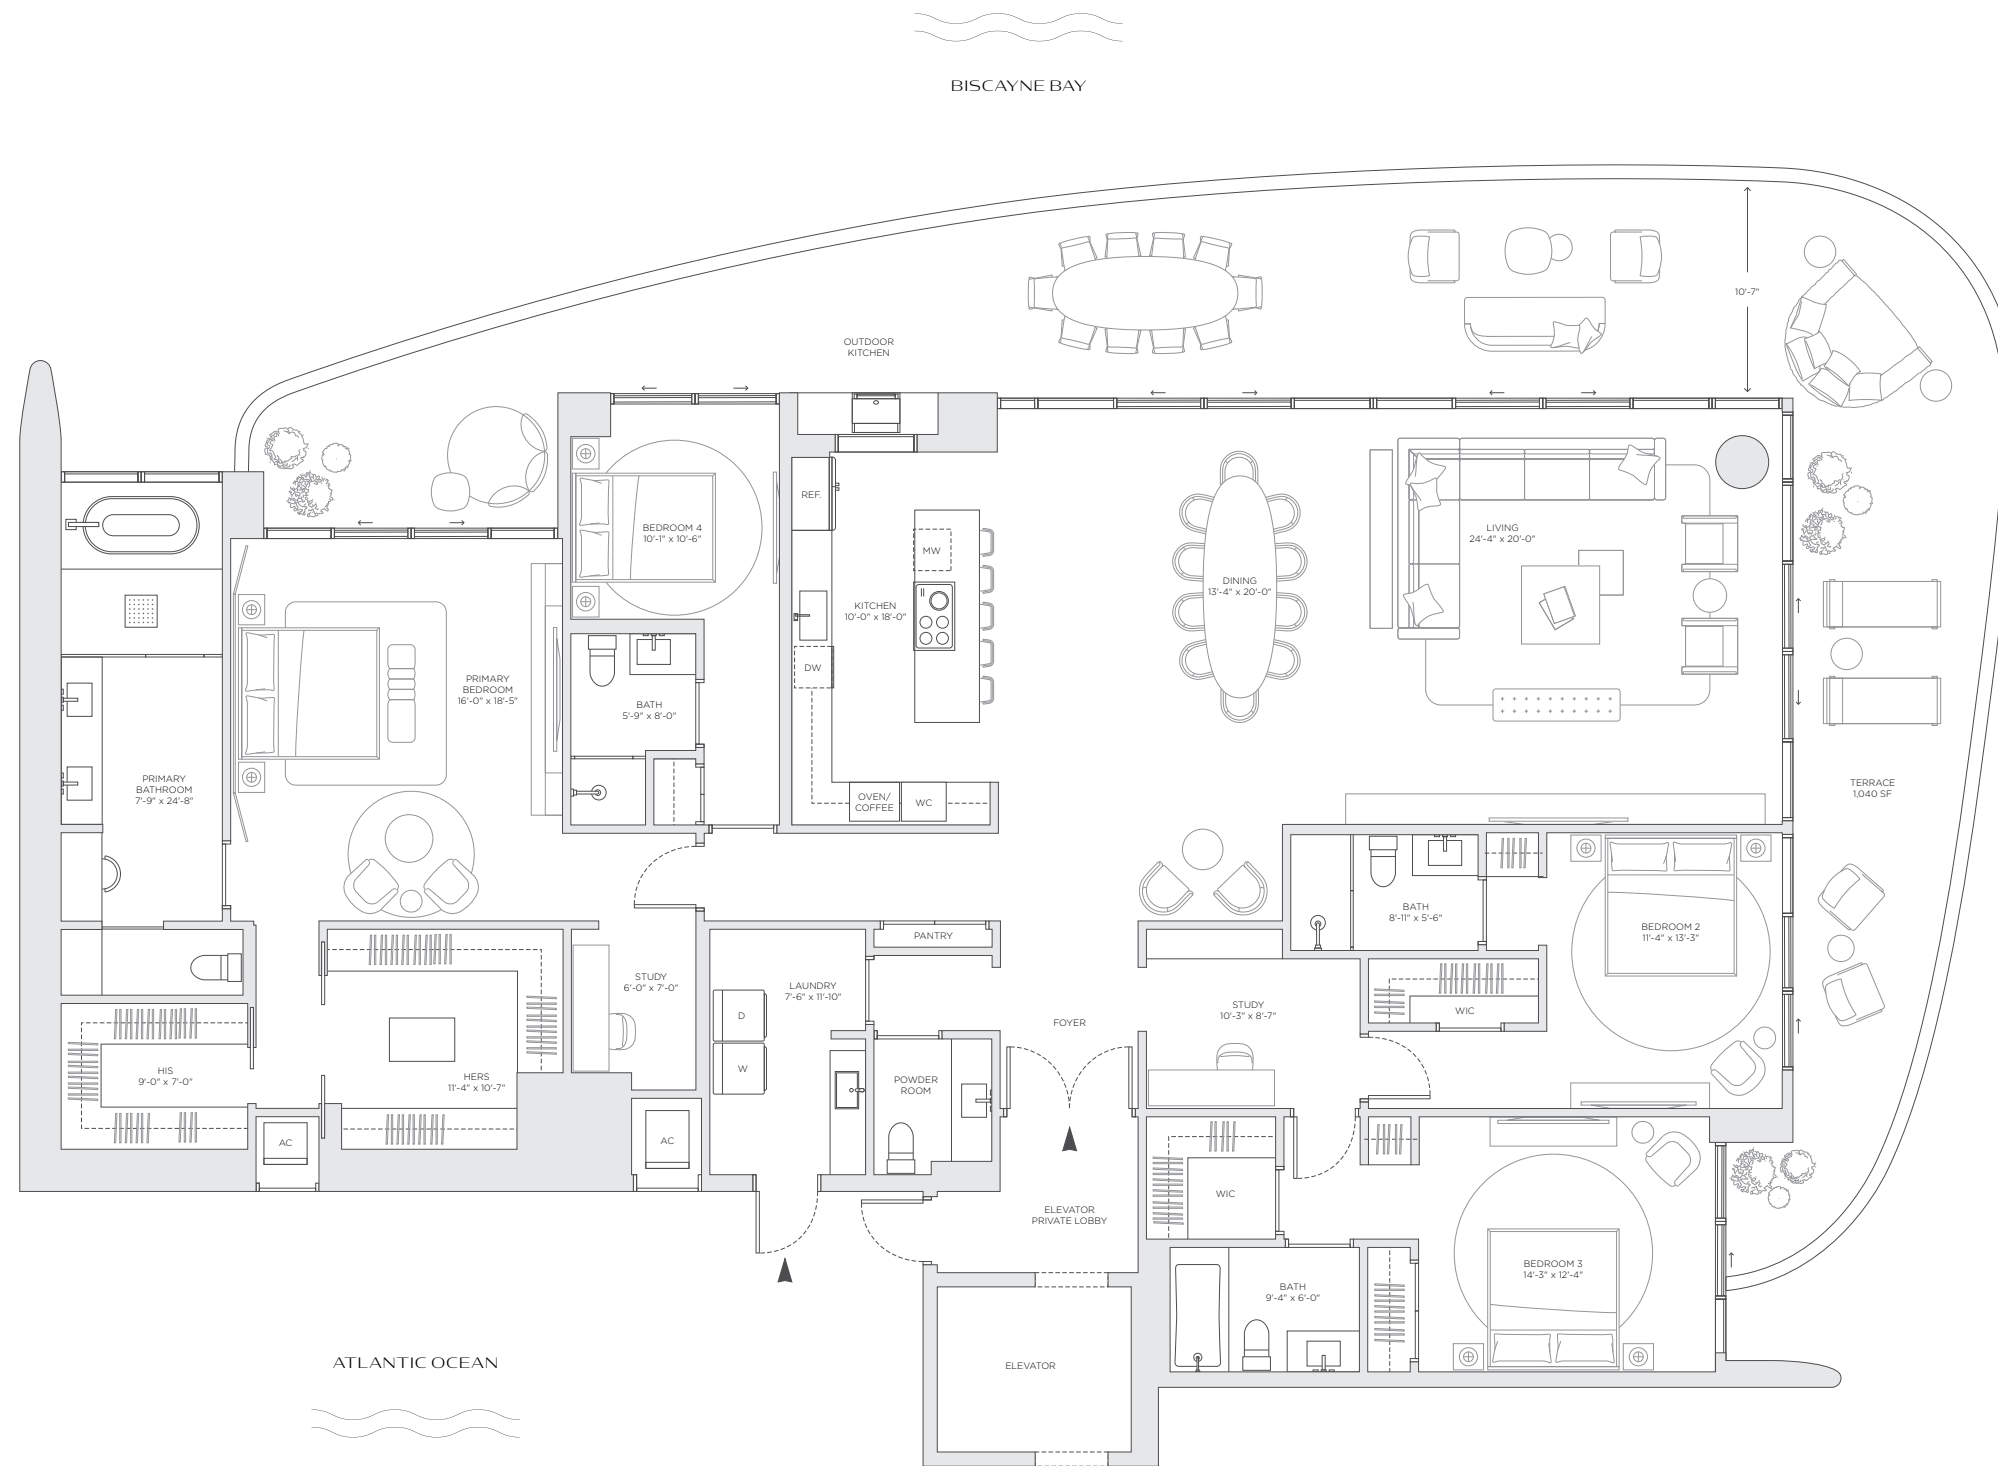 BISCAYNE BAY
10'-7"
OUTDOOR
KITCHEN
REF.
BEDROOM 4
10'-1" x 10'-6"
MW
LIVING
24'-4" x 20'-0"
DINING
13'-4" x 20'-0"
KITCHEN
10'-0" x 18'-0"
DW
PRIMARY
BEDROOM
16'-0" x 18'-5"
BATH
5'-9" x 8'-0"
PRIMARY
BATHROOM
7'-9" x 24'-8"
OVEN/
COFFEE
WC
TERRACE
1,040 SF
BATH
8'-11" x 5'-6"
BEDROOM 2
11'-4" x 13'-3"
PANTRY
STUDY
6'-0" x 7'-0"
LAUNDRY
7'-6" x 11'-10"
D
W
FOYER
STUDY
10'-3" x 8'-7"
WIC
HIS
9'-0" x 7'-0"
HERS
11'-4" x 10'-7"
POWDER
ROOM
AC
AC
WIC
ELEVATOR
PRIVATE LOBBY
BEDROOM 3
14'-3" x 12'-4"
BATH
9'-4" x 6'-0"
ATLANTIC OCEAN
ELEVATOR